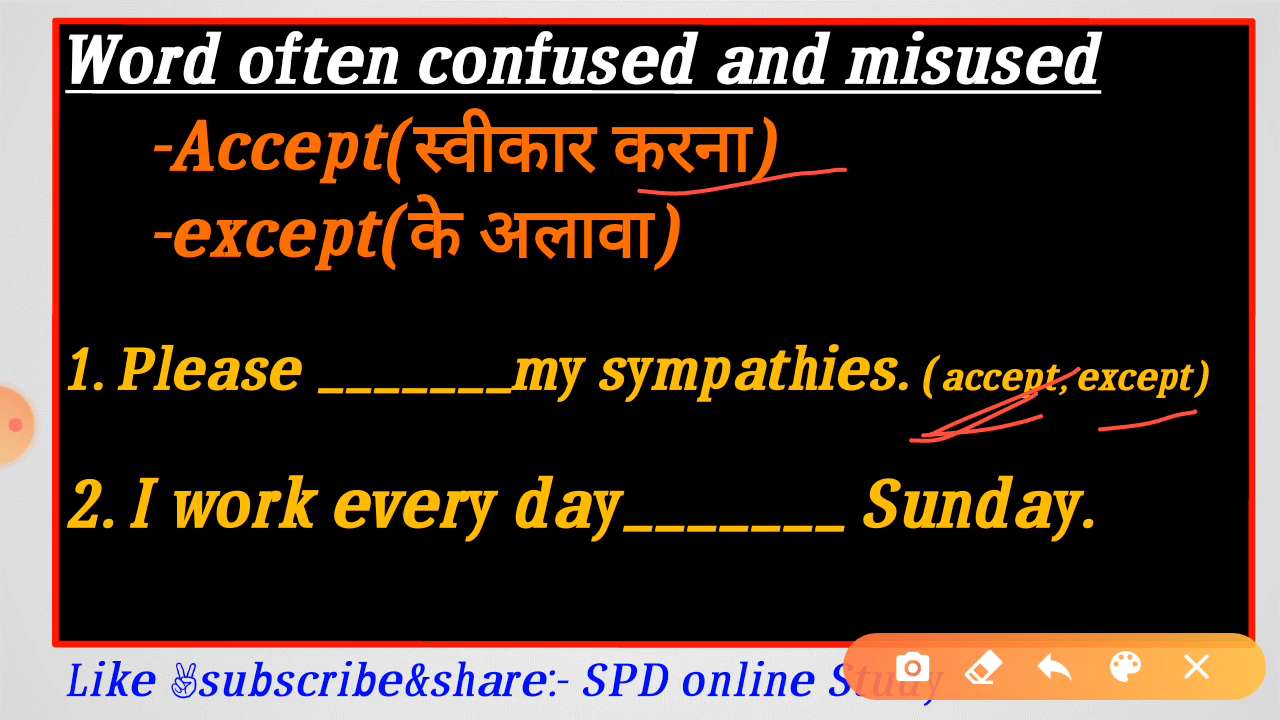 Word often confused and misused
-Accept(स्वीकार करना)
-except(के अलावा)
1. Please _______my sympathies. (accept, except)
2. I work every day_______ Sunday.
Like ✌subscribe&share:- SPD online Study